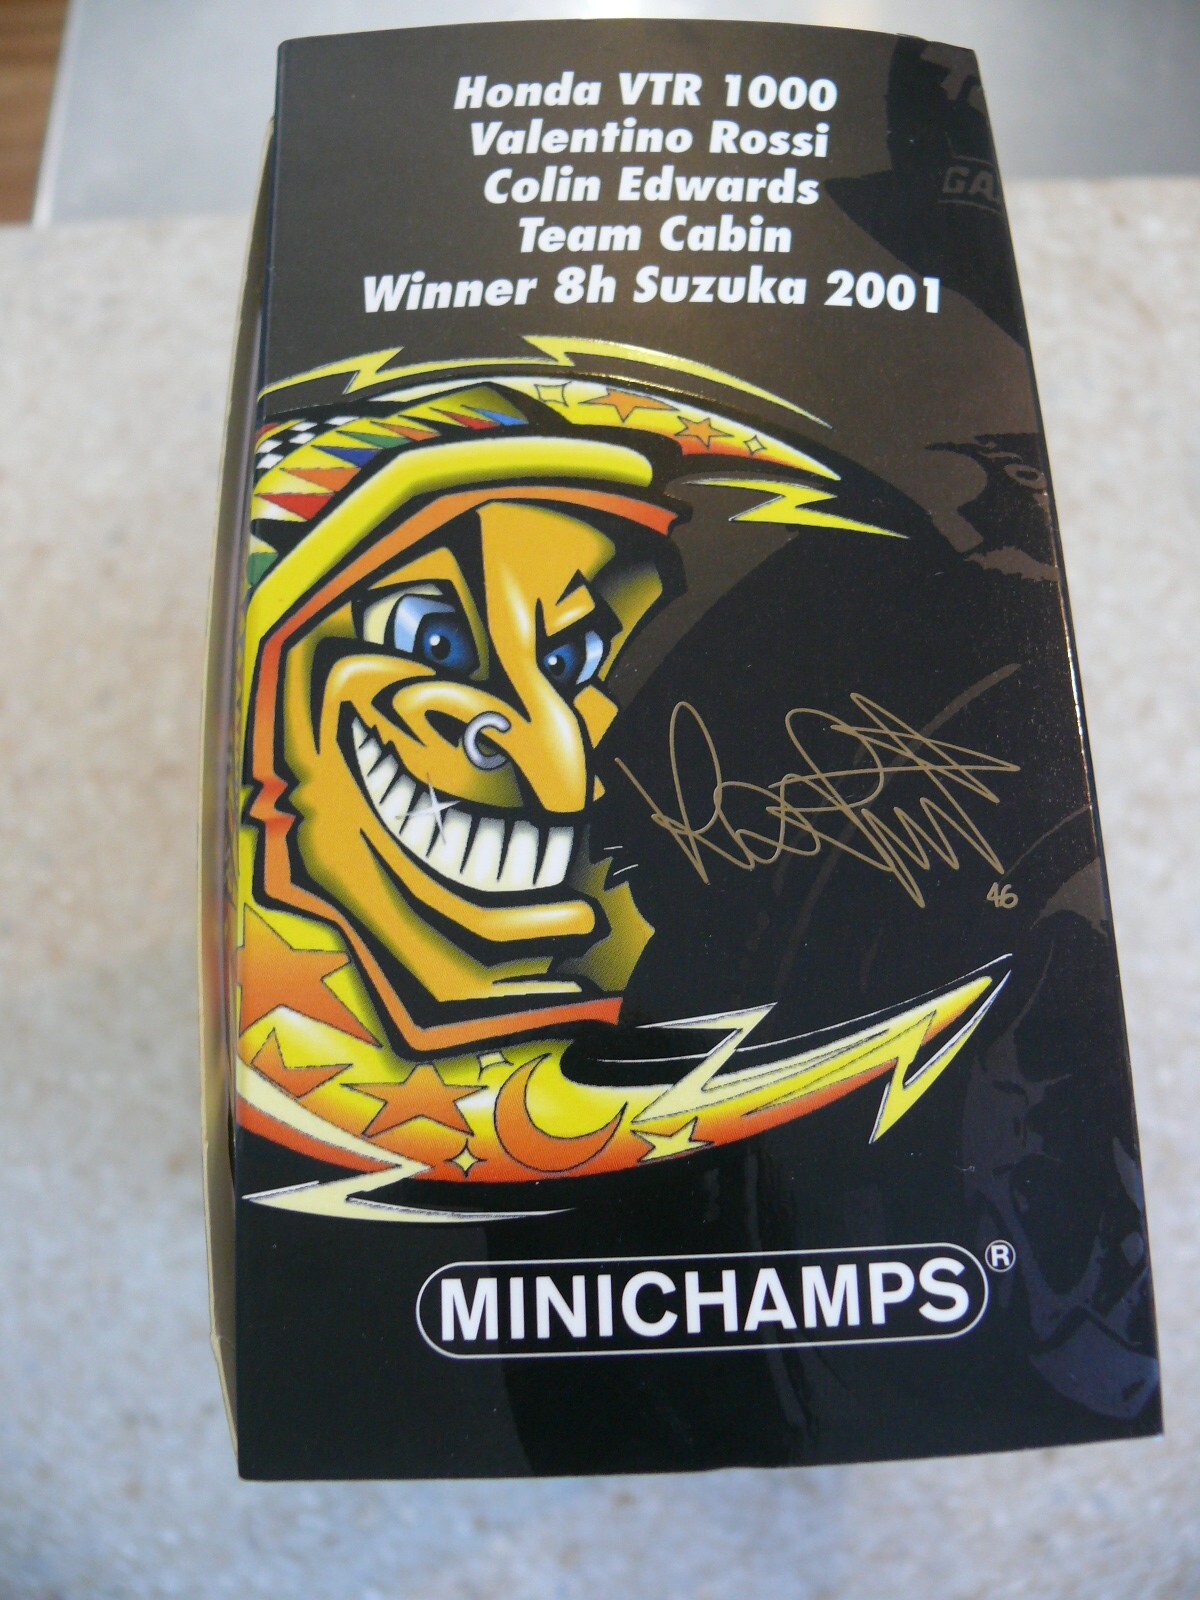 Honda VTR 1000
Valentino Rossi
Colin Edwards
Team Cabin
Winner 8h Suzuka 2001
46
MINICHAMPS®